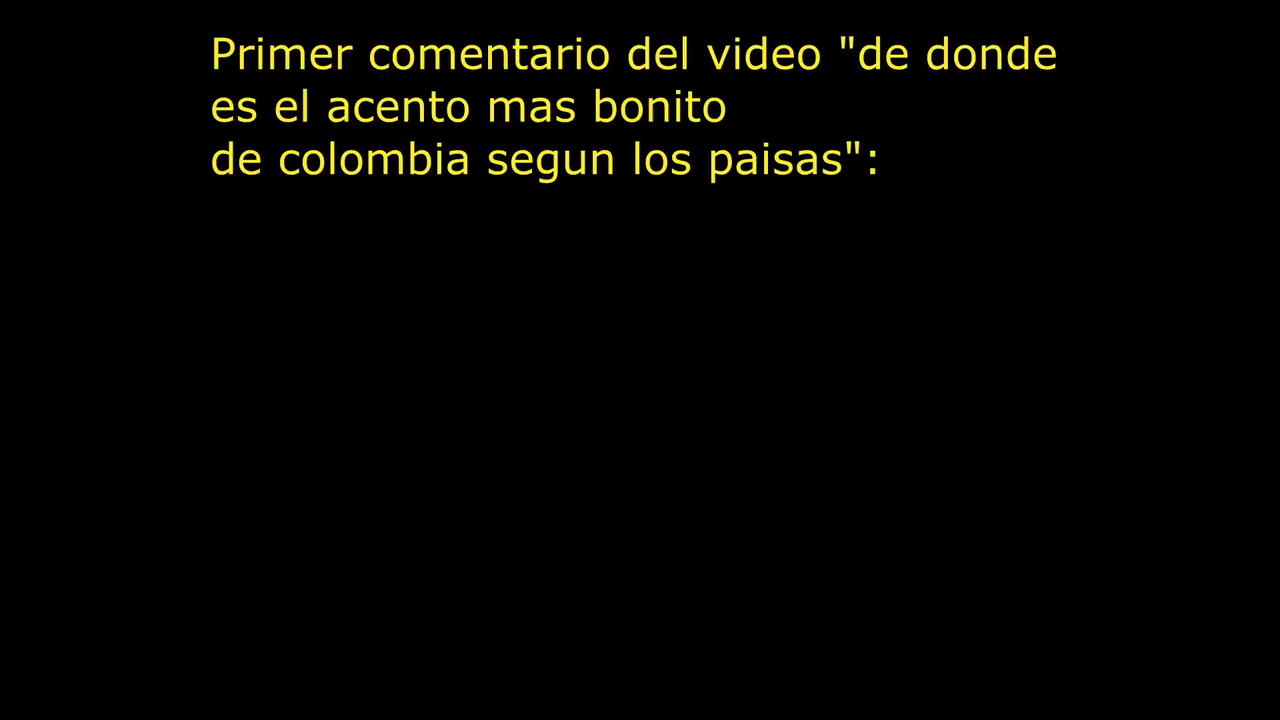 Primer comentario del video "de donde
es el acento mas bonito
de colombia segun los paisas":